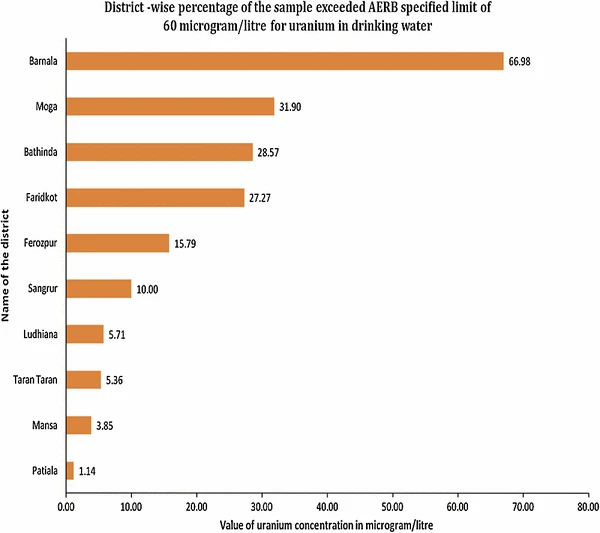 District -wise percentage of the sample exceeded AERB specified limit of
60 microgram/litre for uranium in drinking water
Name of the district
Barnala 66.98
Moga 31.90
Bathinda 28.57
Faridkot 27.27
Ferozpur 15.79
Sangrur 10.00
Ludhiana 5.71
Taran Taran 5.36
Mansa 3.85
Patiala 1.14
0.00 10.00 20.00 30.00 40.00 50.00 60.00 70.00 80.00
Value of uranium concentration in microgram/litre